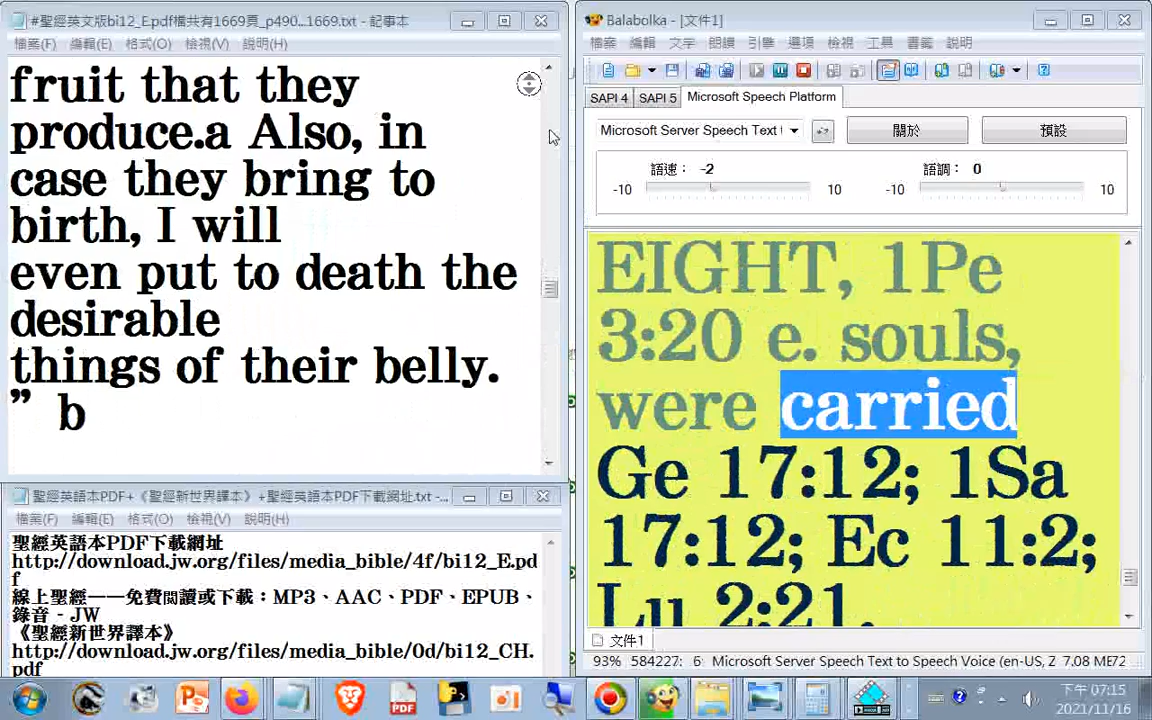 #聖經英文版bi12_E.pdf橫共有1669頁_p490...1669.txt - 記事本
檔案(F) 編輯(E) 格式(O) 檢視(V) 說明(H)
fruit that they
produce.a Also, in
case they bring to
birth, I will
even put to death the
desirable
things of their belly.
” b
聖經英語本PDF+《聖經新世界譯本》+聖經英語本PDF下載網址.txt -...
檔案(F) 編輯(E) 格式(O) 檢視(V) 說明(H)
聖經英語本PDF下載網址
http://download.jw.org/files/media_bible/4f/bi12_E.pd
f
線上聖經——免費閱讀或下載：MP3、AAC、PDF、EPUB、
錄音 - JW
《聖經新世界譯本》
http://download.jw.org/files/media_bible/0d/bi12_CH.
pdf
Balabolka - [文件1]
檔案 編輯 文字 朗讀 引擎 選項 檢視 工具 書籤 說明
SAPI 4 SAPI 5 Microsoft Speech Platform
Microsoft Server Speech Text 關於 預設
語速： -2 語調： 0
-10 10 -10 10
EIGHT, 1Pe
3:20 e. souls,
were carried
Ge 17:12; 1Sa
17:12; Ec 11:2;
Lu 2:21.
文件1
93% 584227: 6 Microsoft Server Speech Text to Speech Voice (en-US, Z 7.08 ME72
PDF
下午 07:15
2021/11/16